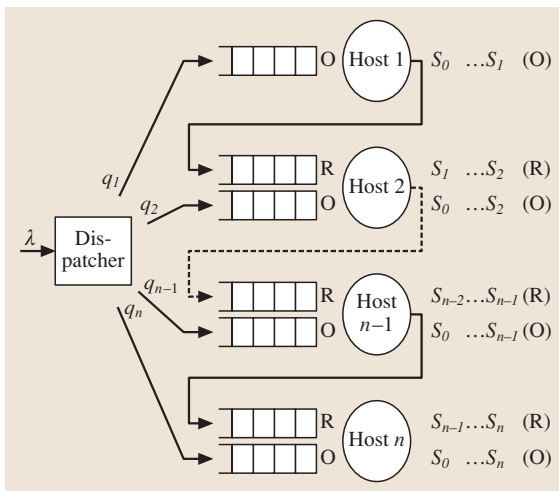 O Host 1 S0 …S1 (O)
q1
R S1 …S2 (R)
Host 2
q2
O S0 …S2 (O)
λ
Dis-
patcher
qn–1
R Sn–2…Sn–1 (R)
Host
n–1
qn
O S0 …Sn–1 (O)
R Sn–1…Sn (R)
Host n
O S0 …Sn (O)